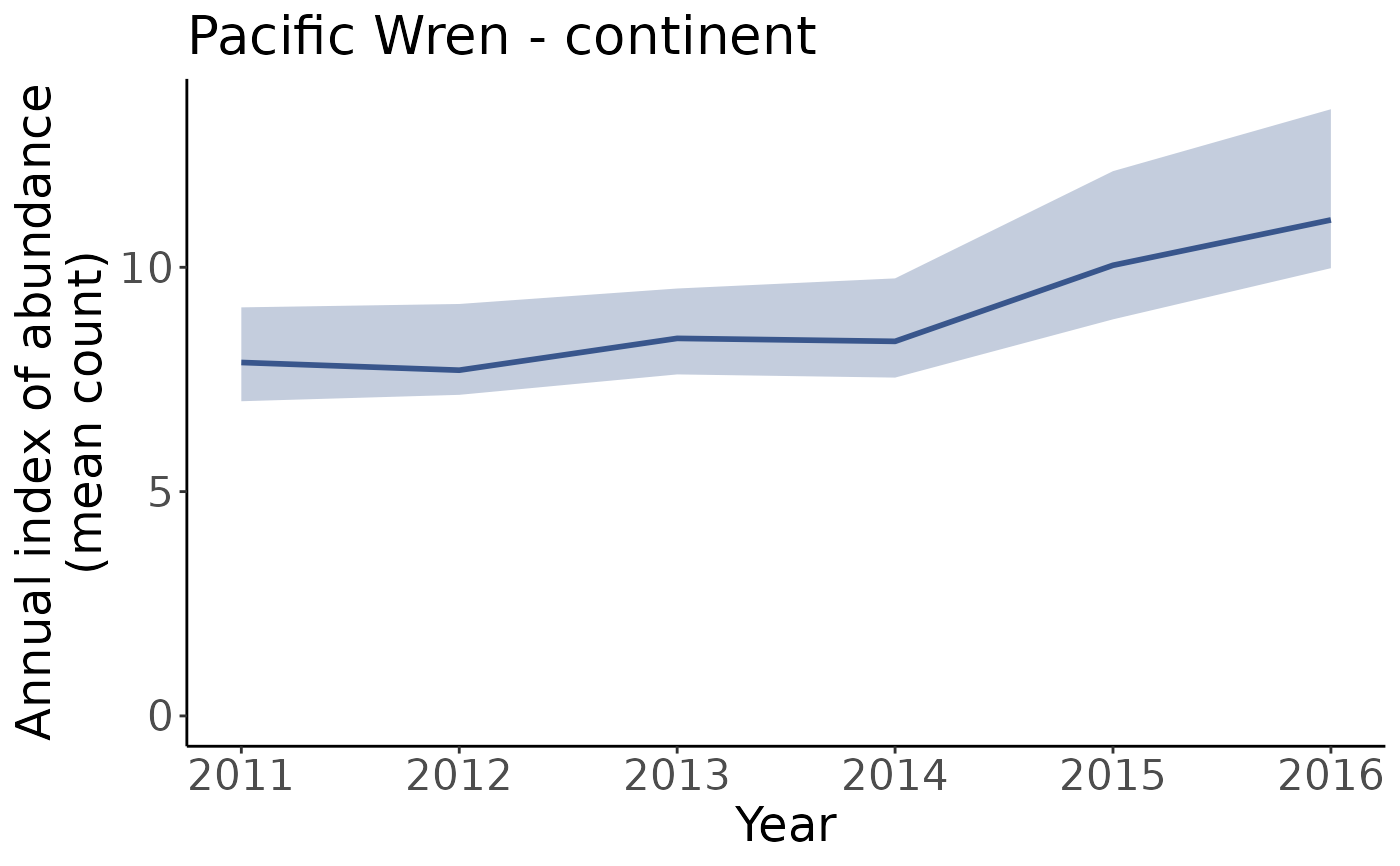 Pacific Wren - continent
Annual index of abundance
(mean count)
10
5
0
2011 2012 2013 2014 2015 2016
Year